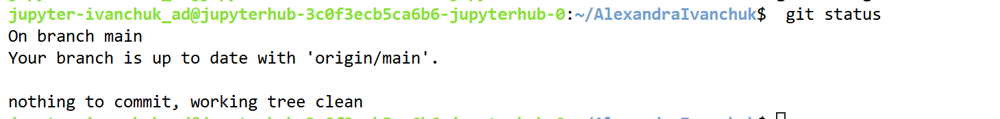 jupyter-ivanchuk_ad@jupyterhub-3c0f3ecb5ca6b6-jupyterhub-0:~/AlexandraIvanchuk$  git status
On branch main
Your branch is up to date with 'origin/main'.
nothing to commit, working tree clean